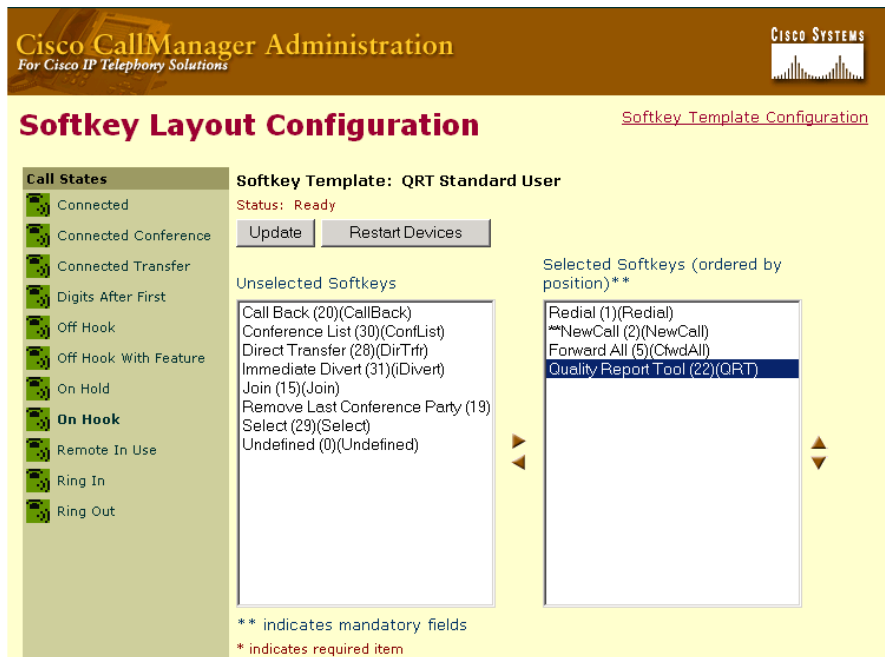 Cisco CallManager Administration
For Cisco IP Telephony Solutions
CISCO SYSTEMS
Softkey Layout Configuration
Softkey Template Configuration
Call States
Connected
Connected Conference
Connected Transfer
Digits After First
Off Hook
Off Hook With Feature
On Hold
On Hook
Remote In Use
Ring In
Ring Out
Softkey Template: QRT Standard User
Status: Ready
Update
Restart Devices
Unselected Softkeys
Call Back (20)(CallBack)
Conference List (30)(ConfList)
Direct Transfer (28)(DirTrfr)
Immediate Divert (31)(iDivert)
Join (15)(Join)
Remove Last Conference Party (19)
Select (29)(Select)
Undefined (0)(Undefined)
Selected Softkeys (ordered by
position)**
Redial (1)(Redial)
**NewCall (2)(NewCall)
Forward All (5)(CfwdAll)
Quality Report Tool (22)(QRT)
** indicates mandatory fields
* indicates required item